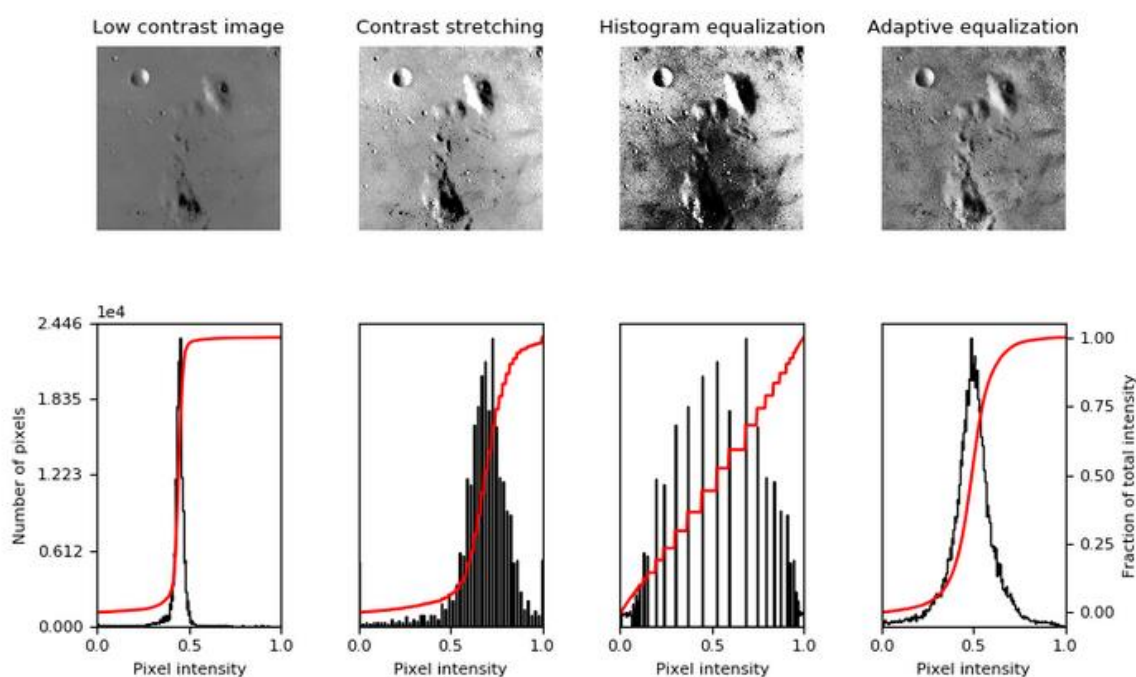 Low contrast image
Contrast stretching
Histogram equalization
Adaptive equalization
1e4
2.446
1.835
1.223
0.612
0.000
Number of pixels
0.0
0.5
1.0
Pixel intensity
0.0
0.5
1.0
Pixel intensity
0.0
0.5
1.0
Pixel intensity
0.0
0.5
1.0
Pixel intensity
1.00
0.75
0.50
0.25
0.00
Fraction of total intensity